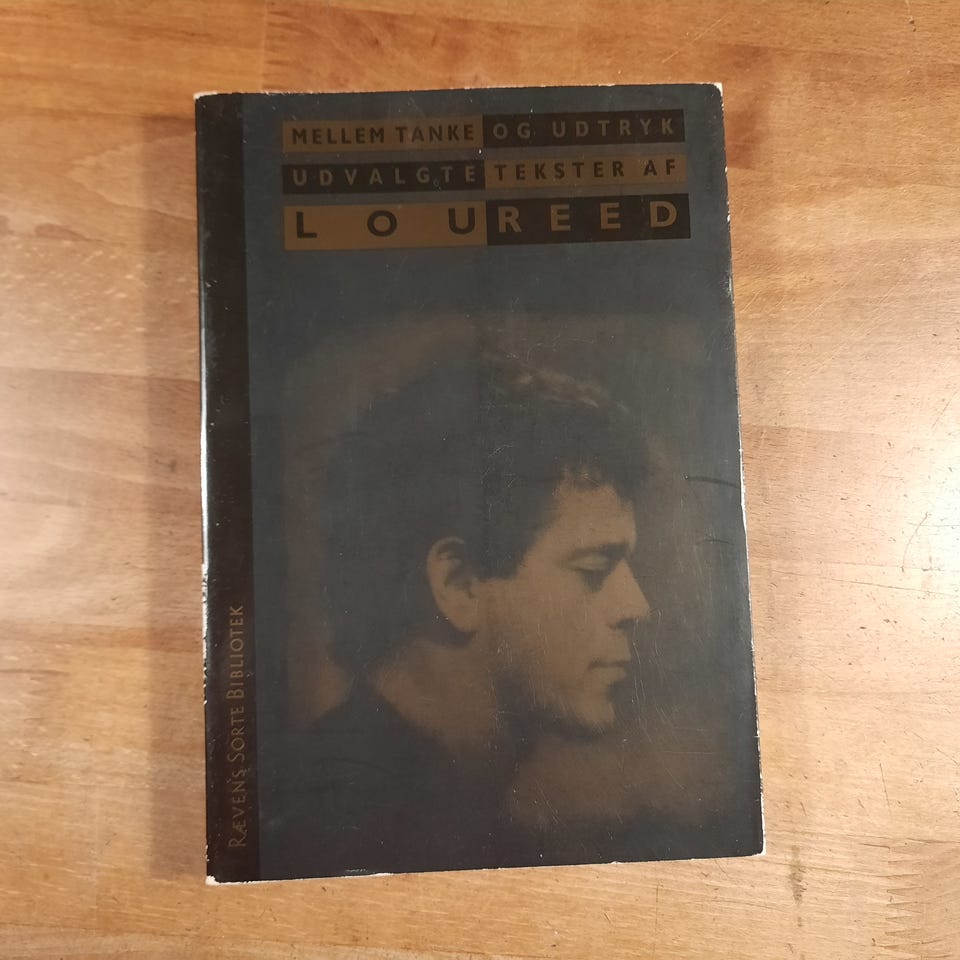 MELLEM TANKE OG UDTRYK
UDVALGTE TEKSTER AF
LOU REED
RÆVENS SORTE BIBLIOTEK